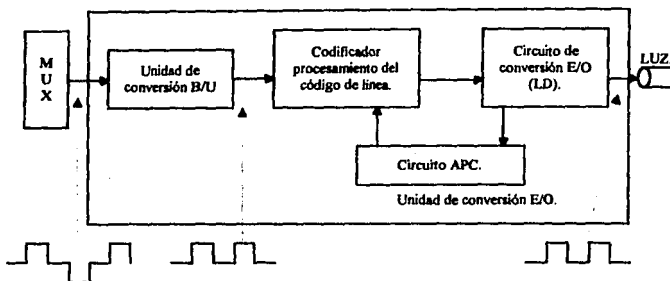 MUX
Unidad de
conversión B/U
Codificador
procesamiento del
código de línea.
Circuito de
conversión E/O
(LD).
LUZ
Circuito APC.
Unidad de conversión E/O.